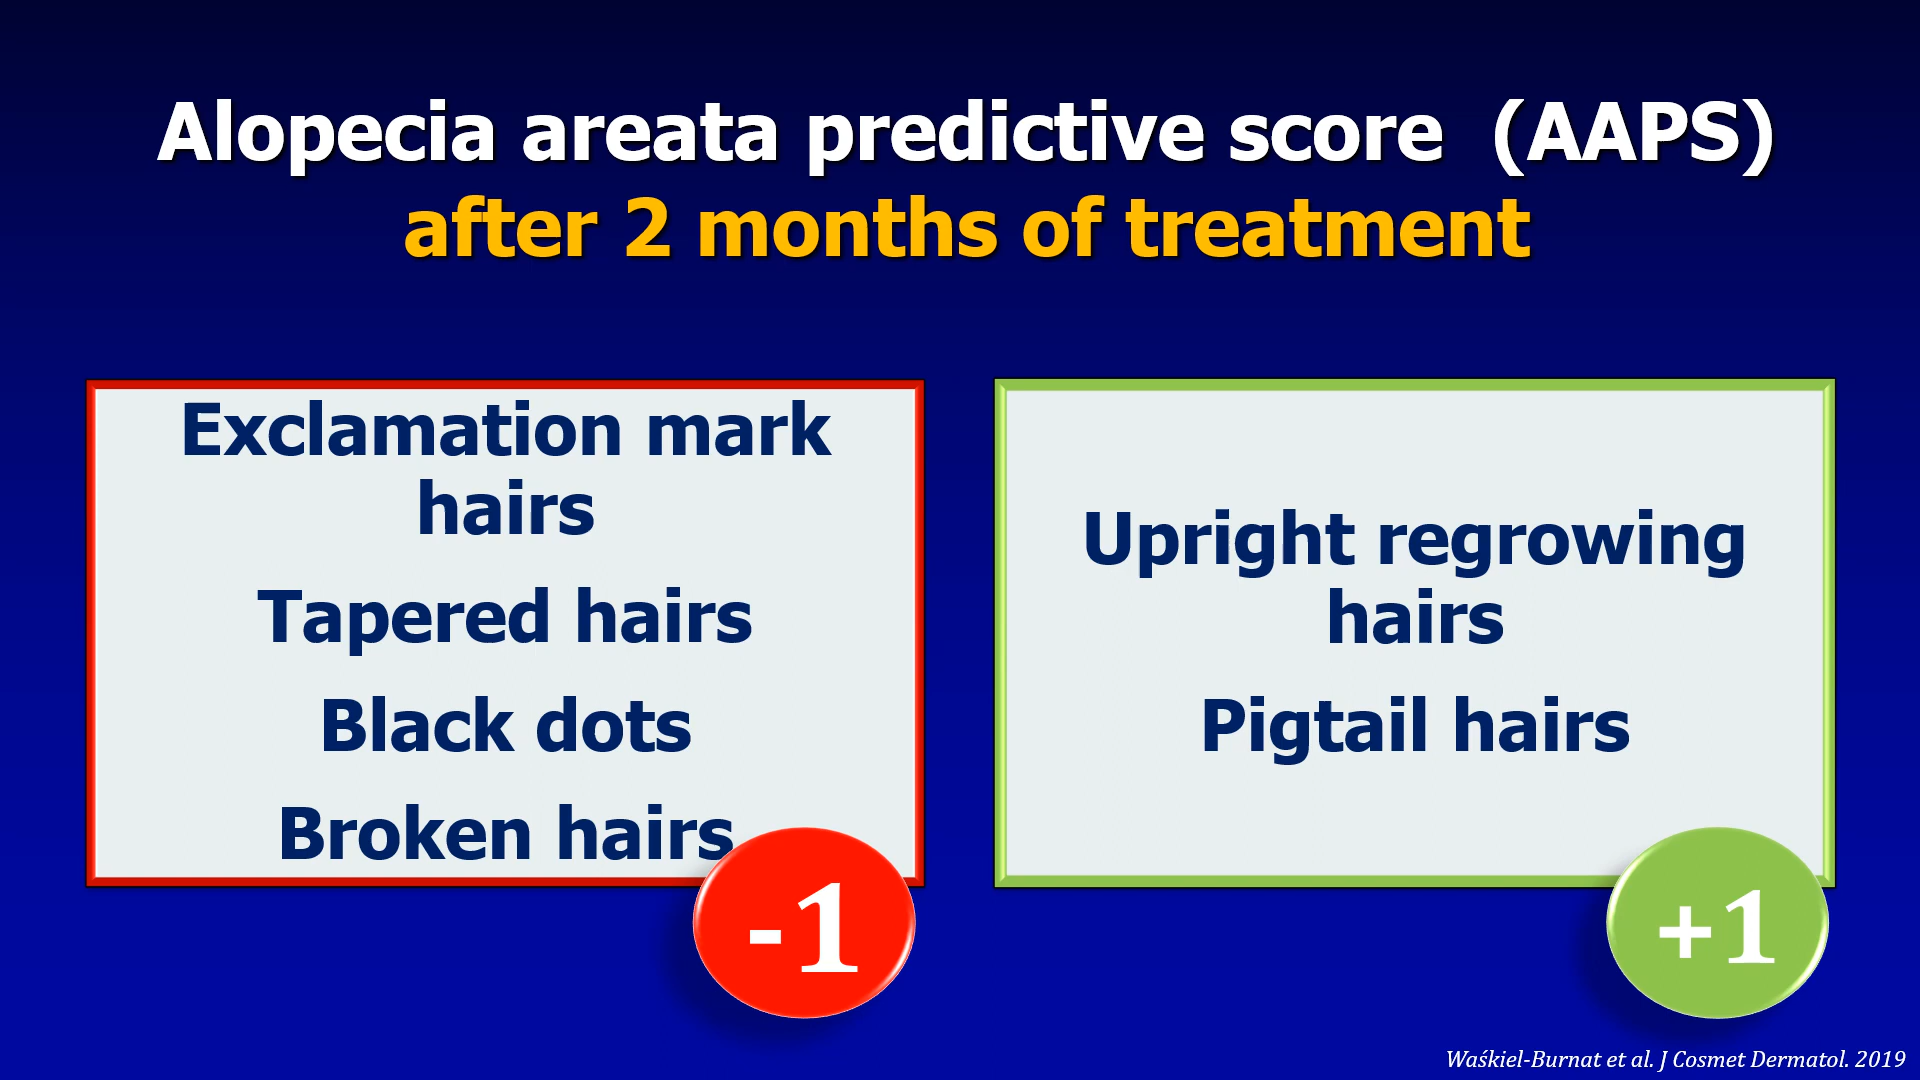 Alopecia areata predictive score (AAPS)
after 2 months of treatment
Exclamation mark
hairs
Tapered hairs
Black dots
Broken hairs
-1
Upright regrowing
hairs
Pigtail hairs
+1
Waśkiel-Burnat et al. J Cosmet Dermatol. 2019